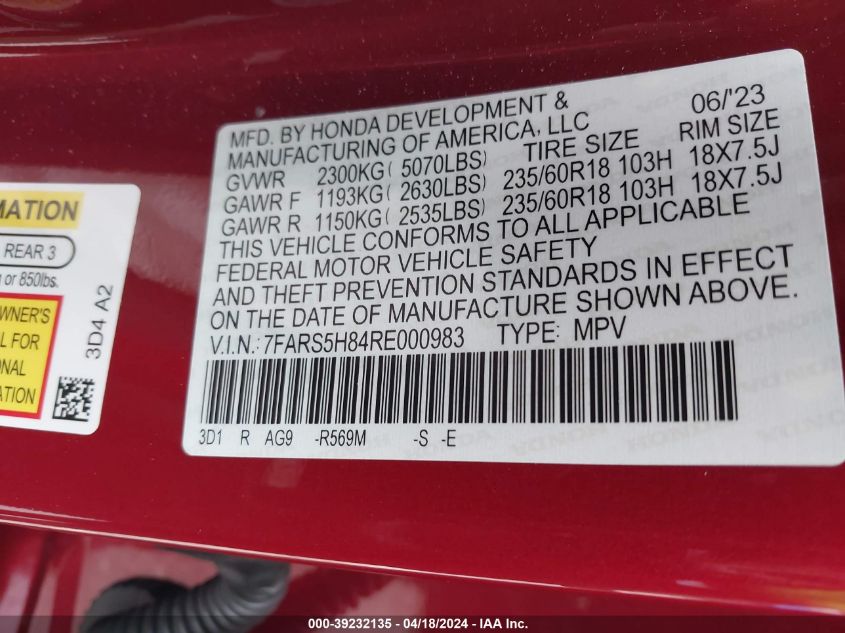 MATION
REAR 3
or 850lbs.
OWNER'S
FOR
ONAL
3D4 A2
06/'23
MFD. BY HONDA DEVELOPMENT &
MANUFACTURING OF AMERICA, LLC
TIRE SIZE RIM SIZE
GVWR 2300KG ( 5070LBS)
GAWR F 1193KG ( 2630LBS) 235/60R18 103H 18X7.5J
GAWR R 1150KG ( 2535LBS) 235/60R18 103H 18X7.5J
THIS VEHICLE CONFORMS TO ALL APPLICABLE
FEDERAL MOTOR VEHICLE SAFETY
AND THEFT PREVENTION STANDARDS IN EFFECT
ON THE DATE OF MANUFACTURE SHOWN ABOVE.
V.I.N.: 7FARS5H84RE000983 TYPE: MPV
3D1 R AG9 -R569M -S -E
000-39232135 - 04/18/2024 - IAA Inc.